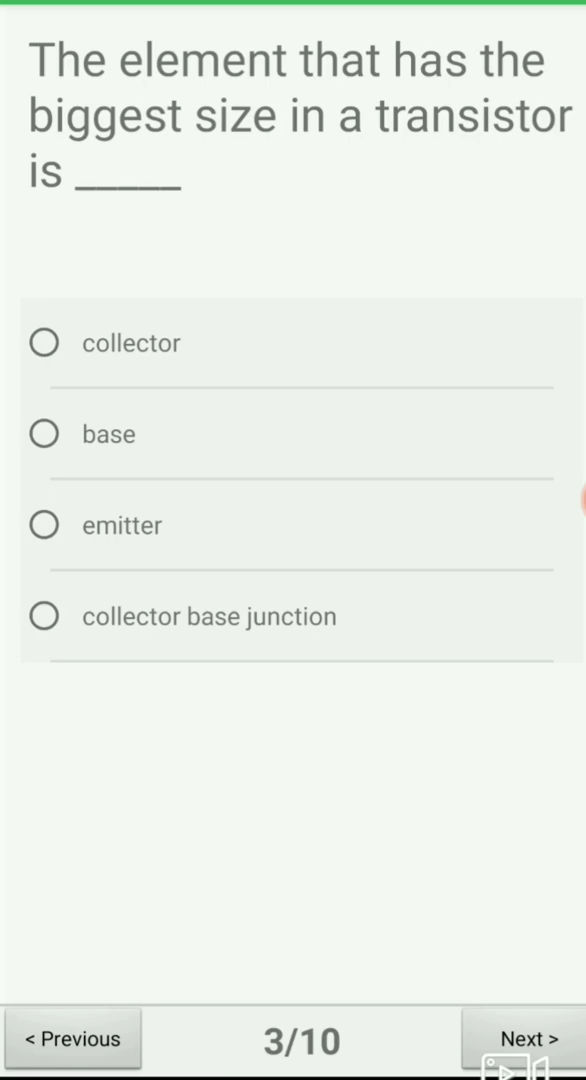 The element that has the
biggest size in a transistor
is _____
collector
base
emitter
collector base junction
< Previous
3/10
Next >